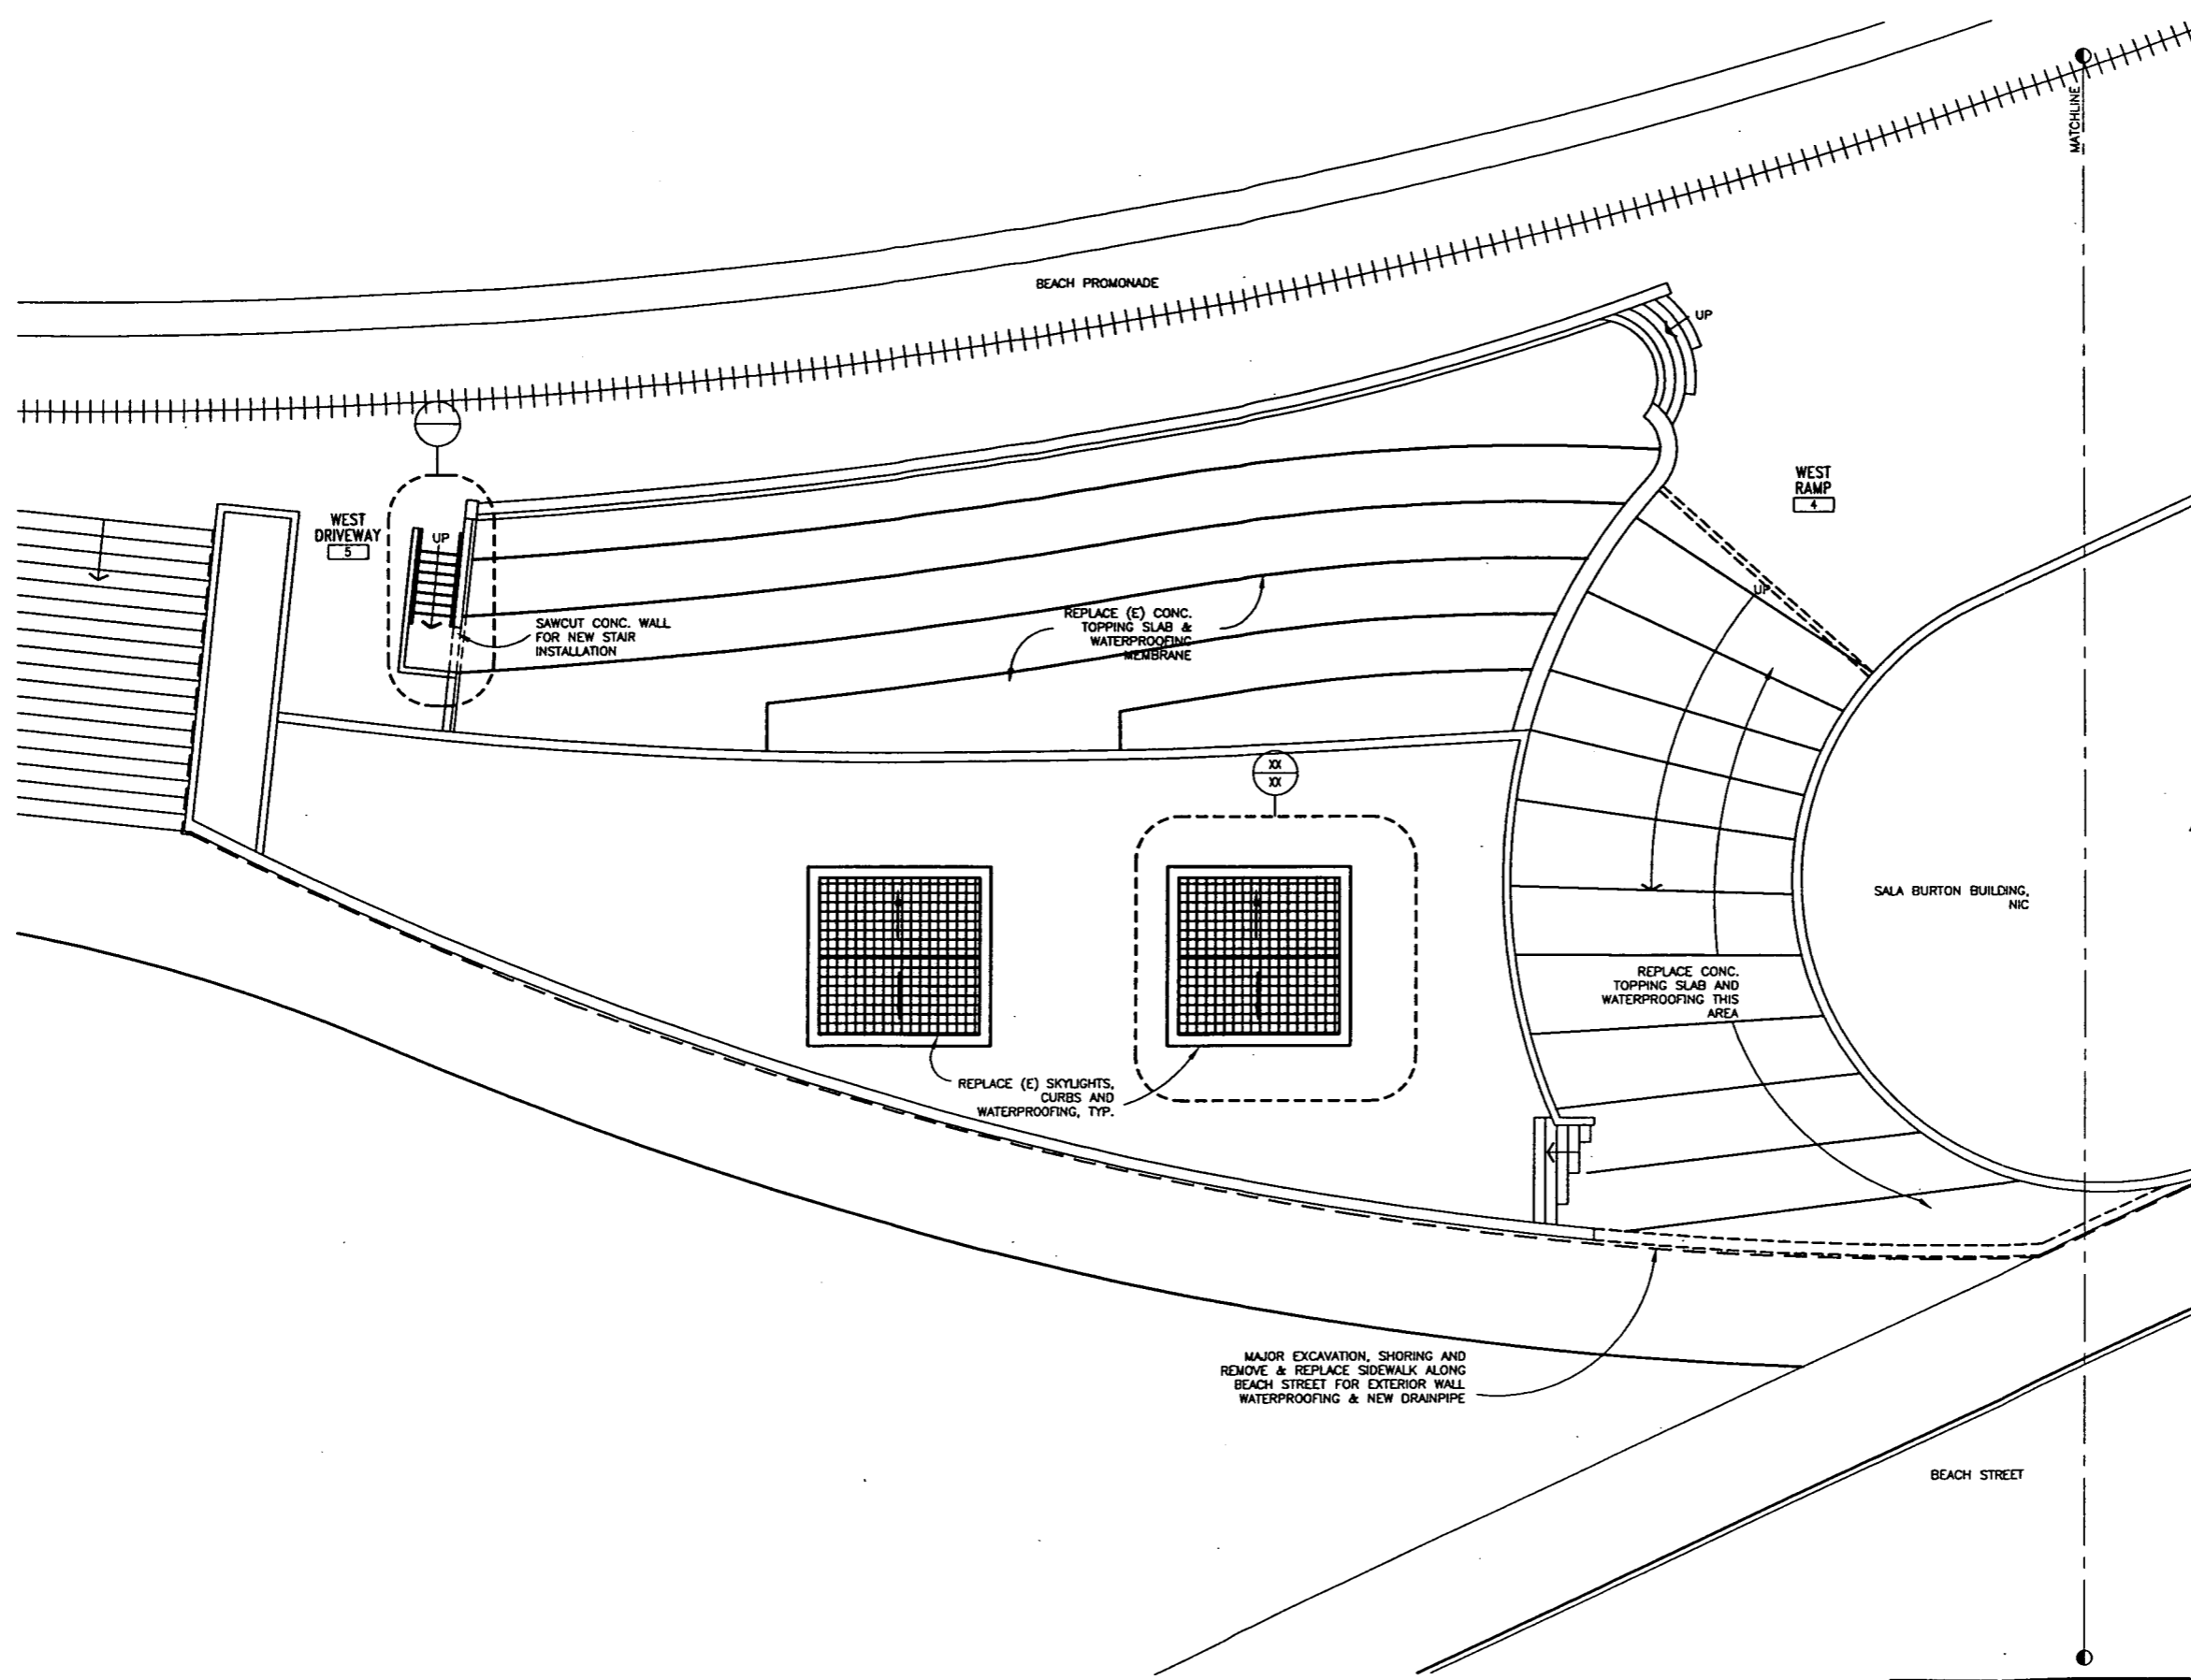 MATCHLINE
BEACH PROMONADE
UP
WEST
RAMP
4
WEST
DRIVEWAY
5
UP
SAWCUT CONC. WALL
FOR NEW STAIR
INSTALLATION
REPLACE (E) CONC.
TOPPING SLAB &
WATERPROOFING
MEMBRANE
UP
XX
XX
SALA BURTON BUILDING,
NIC
REPLACE CONC.
TOPPING SLAB AND
WATERPROOFING THIS
AREA
REPLACE (E) SKYLIGHTS,
CURBS AND
WATERPROOFING, TYP.
MAJOR EXCAVATION, SHORING AND
REMOVE & REPLACE SIDEWALK ALONG
BEACH STREET FOR EXTERIOR WALL
WATERPROOFING & NEW DRAINPIPE
BEACH STREET